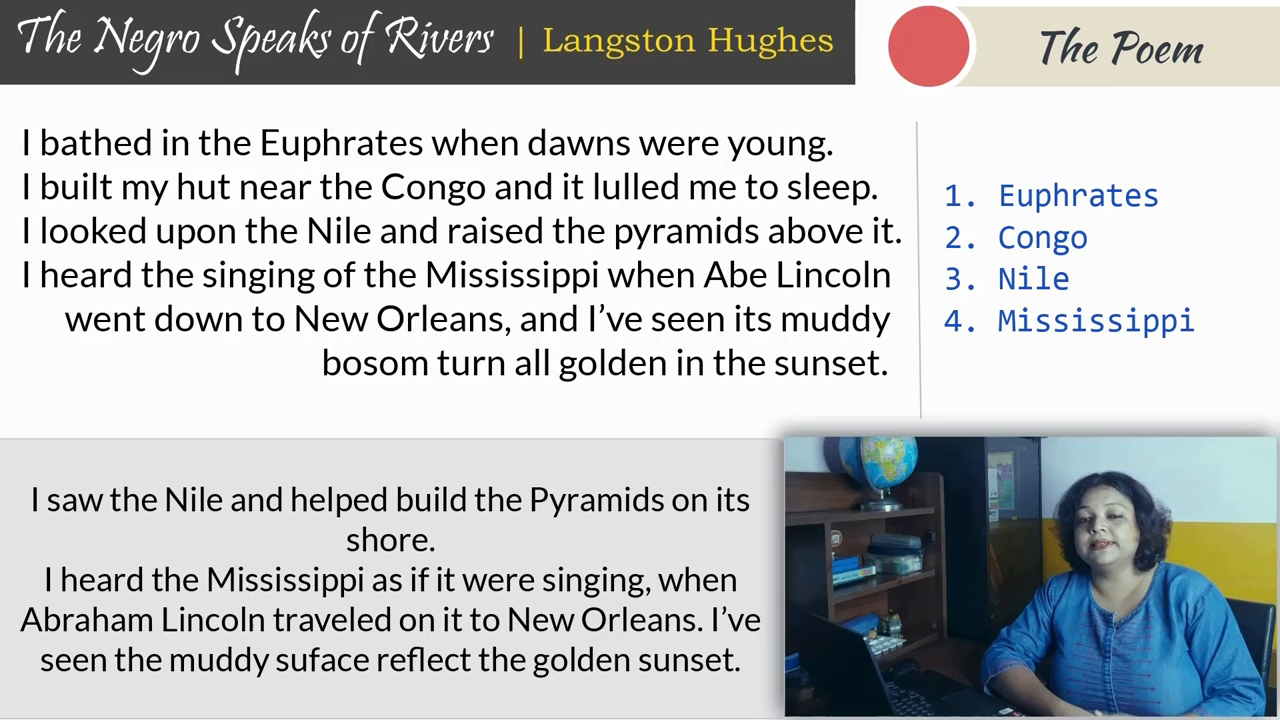 The Negro Speaks of Rivers | Langston Hughes
The Poem
I bathed in the Euphrates when dawns were young.
I built my hut near the Congo and it lulled me to sleep.
I looked upon the Nile and raised the pyramids above it.
I heard the singing of the Mississippi when Abe Lincoln
went down to New Orleans, and I’ve seen its muddy
bosom turn all golden in the sunset.
1. Euphrates
2. Congo
3. Nile
4. Mississippi
I saw the Nile and helped build the Pyramids on its
shore.
I heard the Mississippi as if it were singing, when
Abraham Lincoln traveled on it to New Orleans. I’ve
seen the muddy suface reflect the golden sunset.